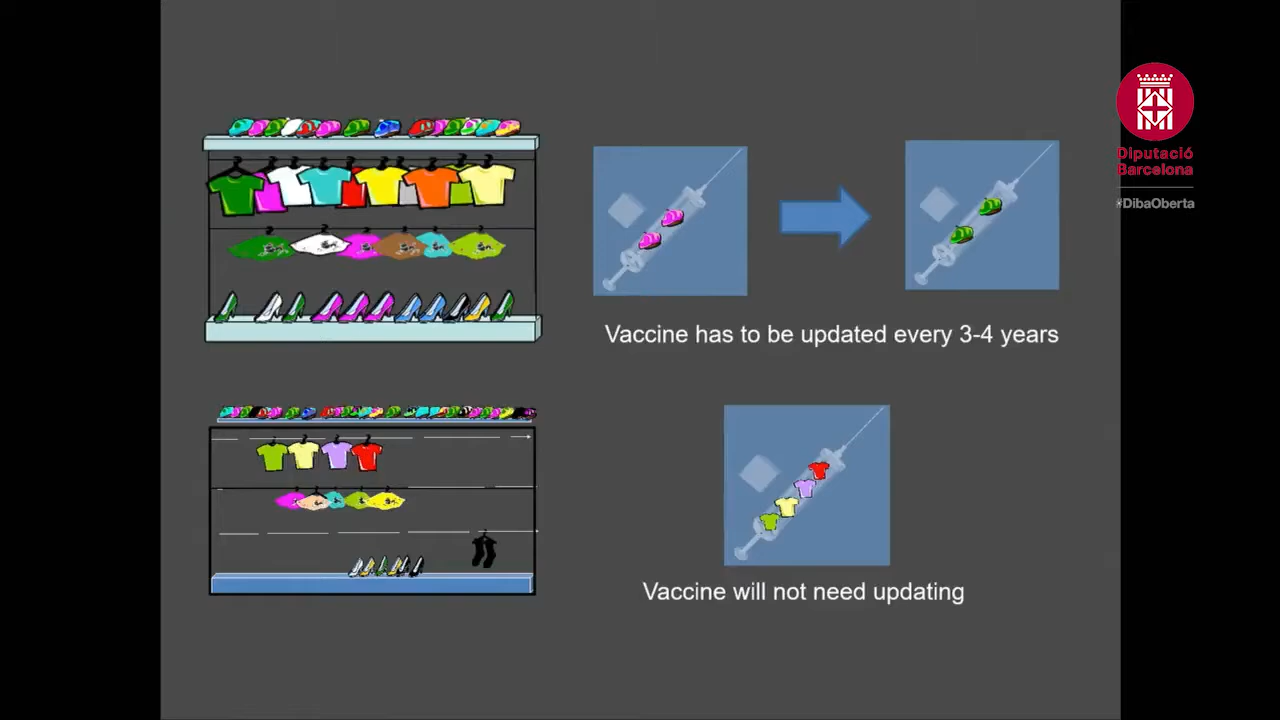 Diputació
Barcelona
#DibaOberta
Vaccine has to be updated every 3-4 years
Vaccine will not need updating